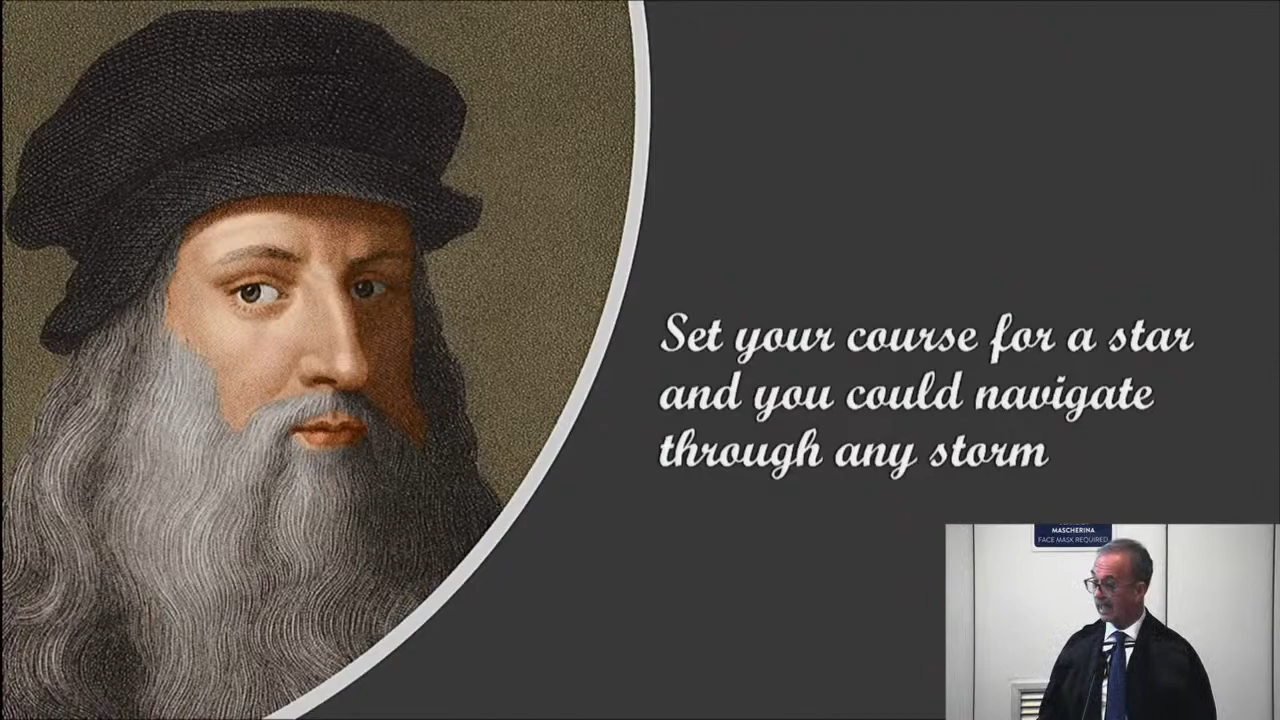 Set your course for a star
and you could navigate
through any storm
MASCHERINA
FACE MASK REQUIRED